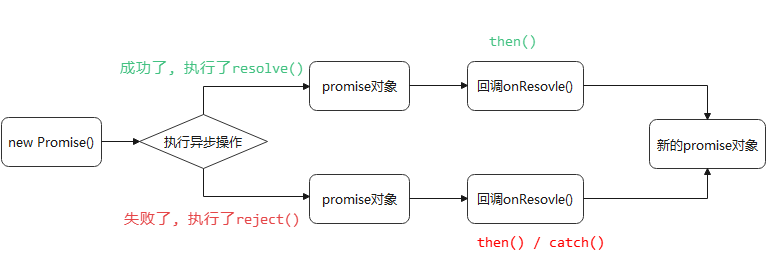 then()
成功了, 执行了resolve()
promise对象
回调onResovle()
new Promise()
执行异步操作
新的promise对象
promise对象
回调onResovle()
失败了, 执行了reject()
then() / catch()